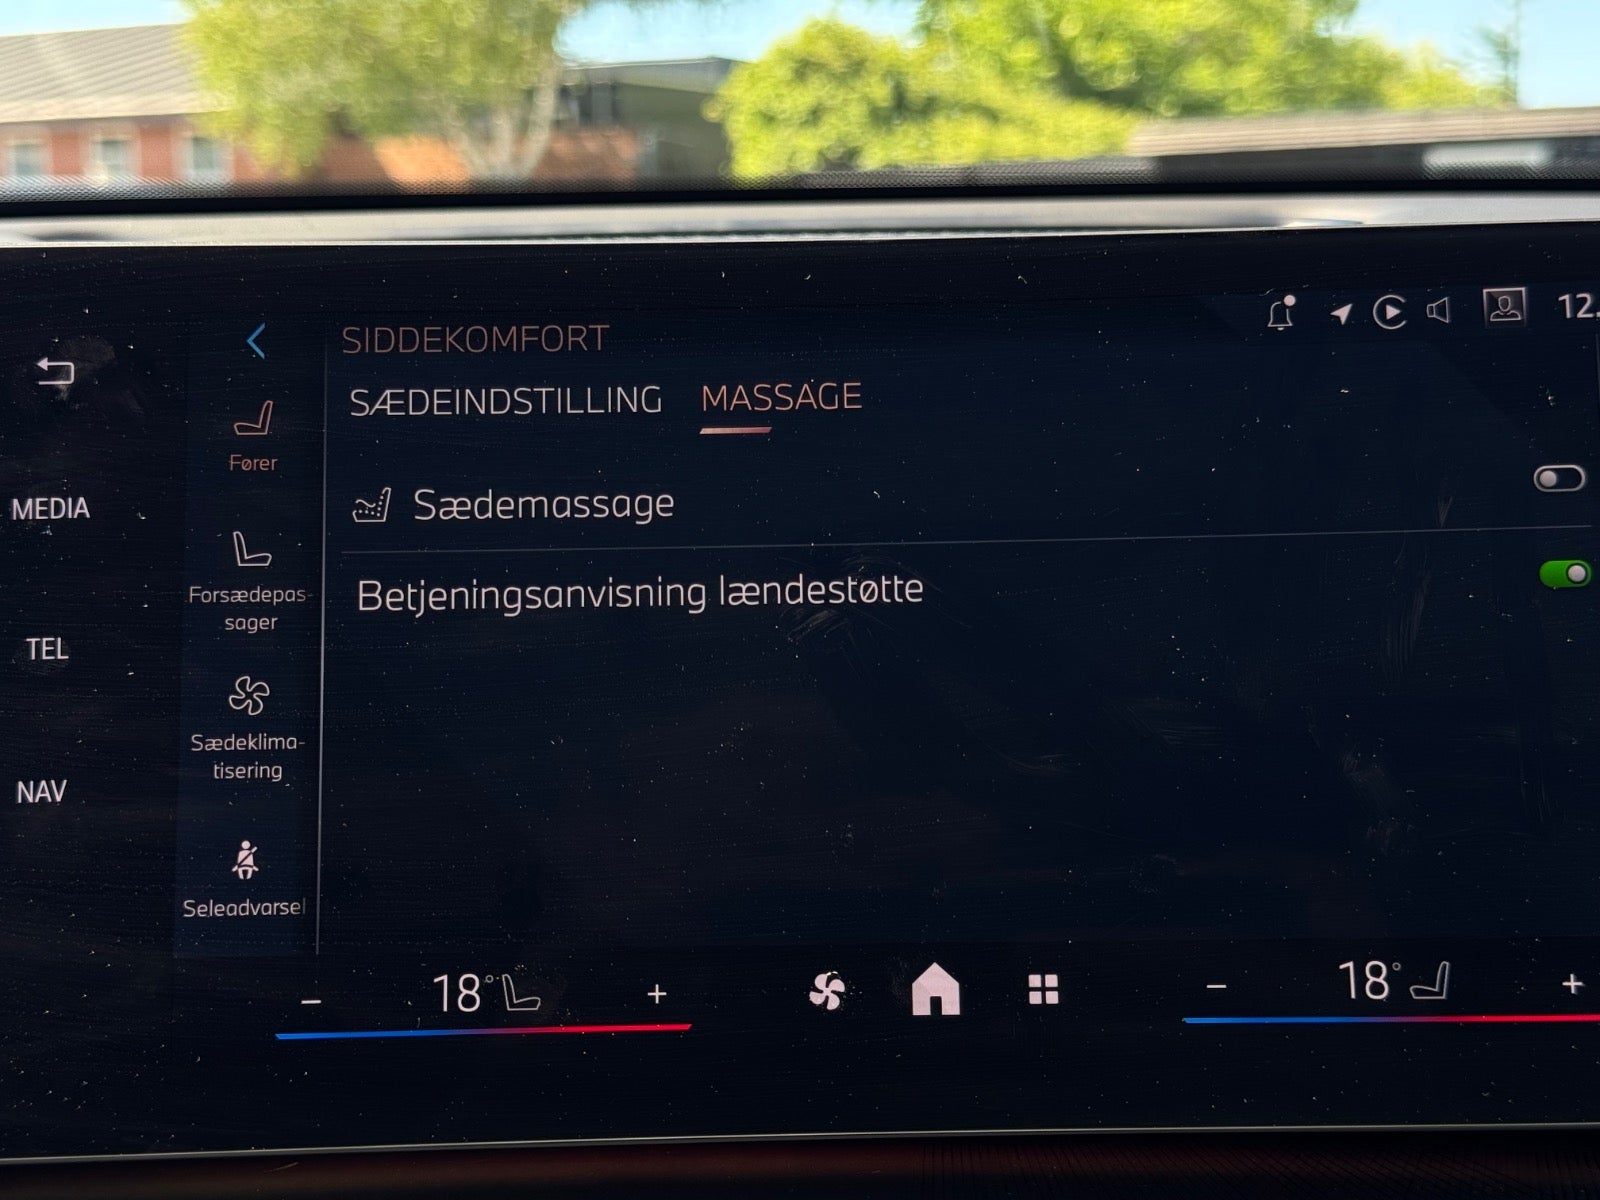 12.
SIDDEKOMFORT
SÆDEINDSTILLING MASSAGE
Fører
Sædemassage
MEDIA
Forsædepas-
sager
Betjeningsanvisning lændestøtte
TEL
Sædeklima-
tisering
NAV
Seleadvarsel
− 18° + − 18° +